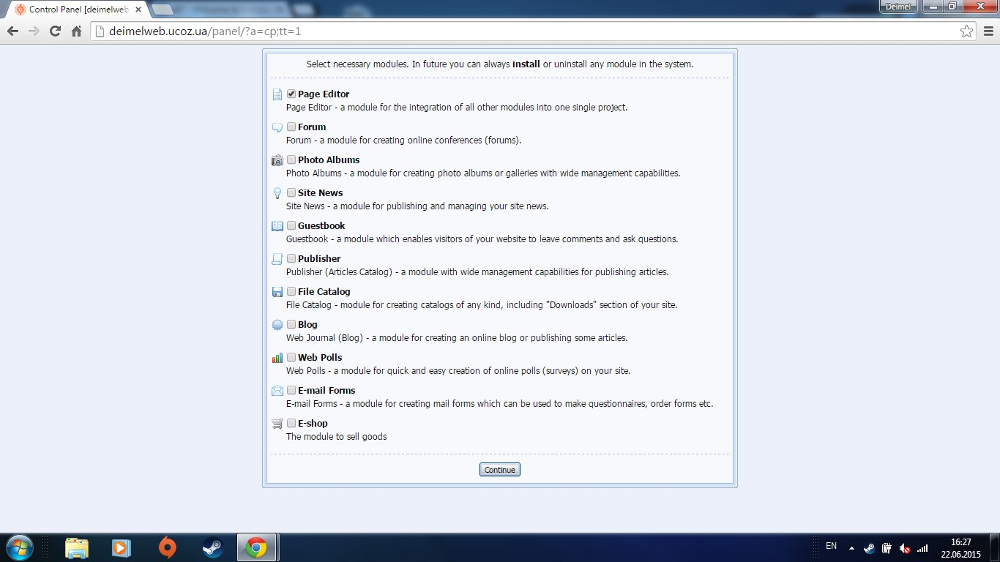 Control Panel [deimelweb
Deimel
deimelweb.ucoz.ua/panel/?a=cp;tt=1
Select necessary modules. In future you can always install or uninstall any module in the system.
Page Editor
Page Editor - a module for the integration of all other modules into one single project.
Forum
Forum - a module for creating online conferences (forums).
Photo Albums
Photo Albums - a module for creating photo albums or galleries with wide management capabilities.
Site News
Site News - a module for publishing and managing your site news.
Guestbook
Guestbook - a module which enables visitors of your website to leave comments and ask questions.
Publisher
Publisher (Articles Catalog) - a module with wide management capabilities for publishing articles.
File Catalog
File Catalog - module for creating catalogs of any kind, including "Downloads" section of your site.
Blog
Web Journal (Blog) - a module for creating an online blog or publishing some articles.
Web Polls
Web Polls - a module for quick and easy creation of online polls (surveys) on your site.
E-mail Forms
E-mail Forms - a module for creating mail forms which can be used to make questionnaires, order forms etc.
E-shop
The module to sell goods
Continue
EN
16:27
22.06.2015